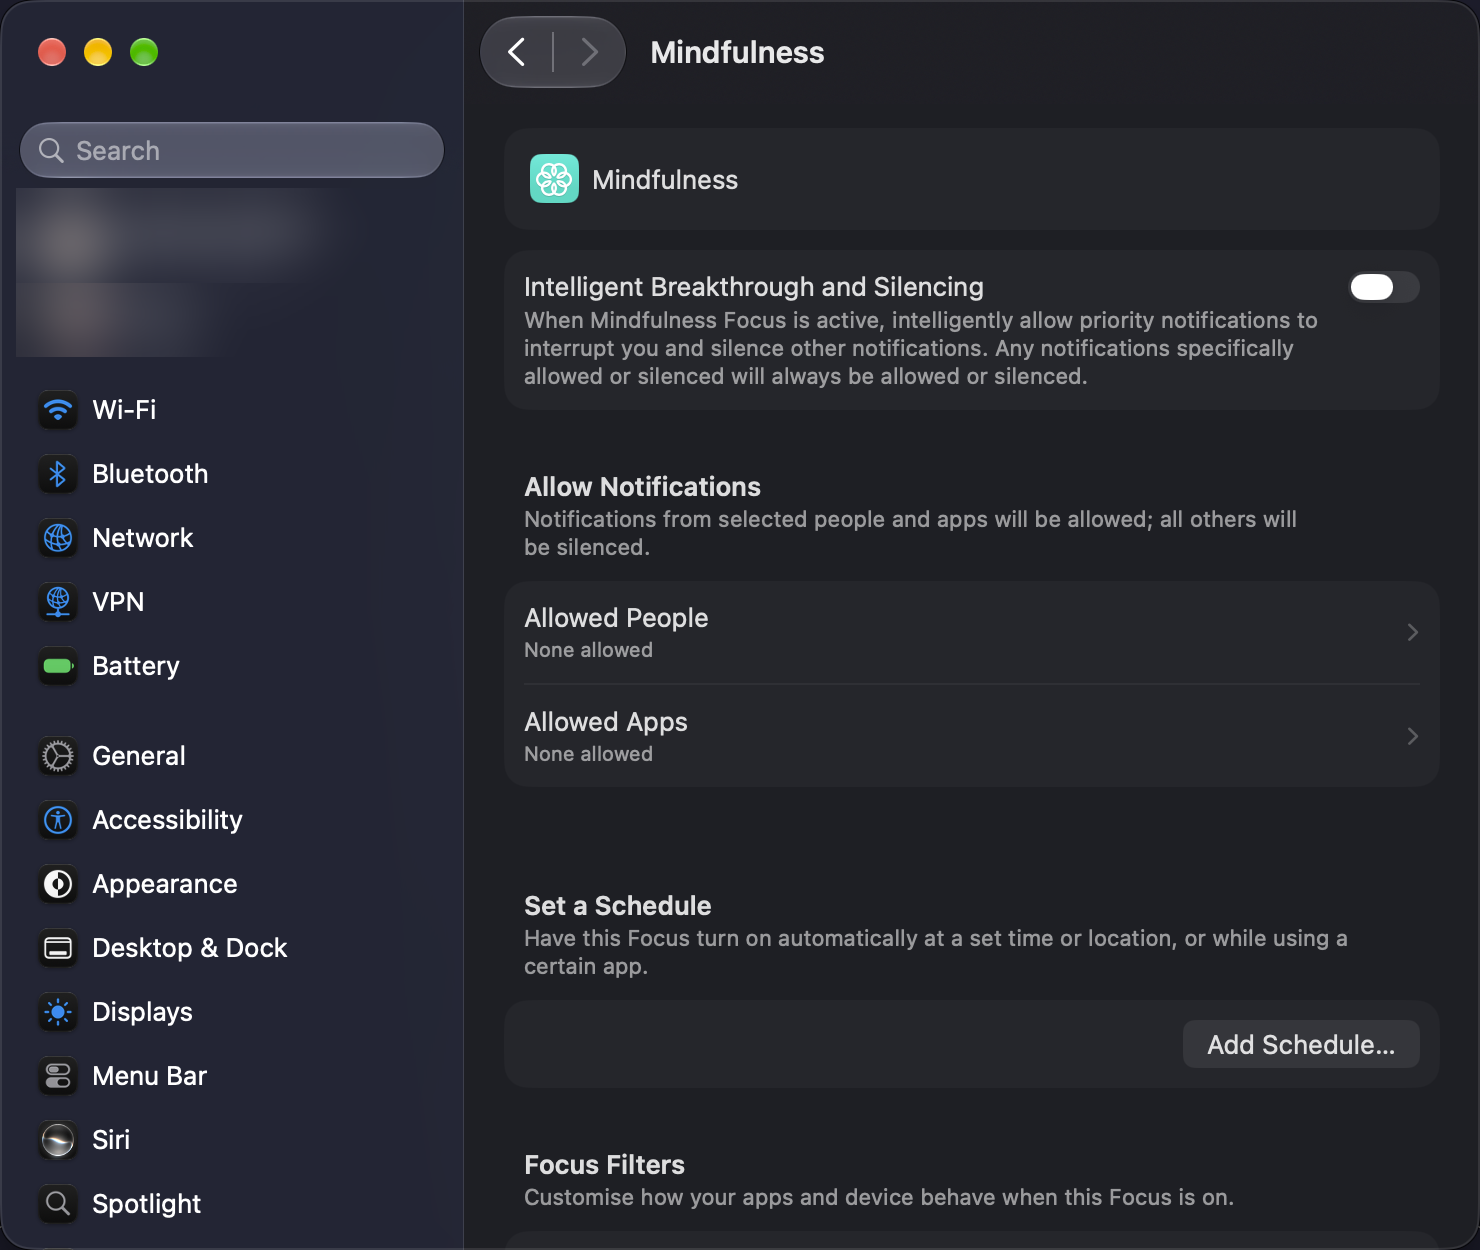 Search
Wi-Fi
Bluetooth
Network
VPN
Battery
General
Accessibility
Appearance
Desktop & Dock
Displays
Menu Bar
Siri
Spotlight
Mindfulness
Mindfulness
Intelligent Breakthrough and Silencing
When Mindfulness Focus is active, intelligently allow priority notifications to
interrupt you and silence other notifications. Any notifications specifically
allowed or silenced will always be allowed or silenced.
Allow Notifications
Notifications from selected people and apps will be allowed; all others will
be silenced.
Allowed People
None allowed
Allowed Apps
None allowed
Set a Schedule
Have this Focus turn on automatically at a set time or location, or while using a
certain app.
Add Schedule...
Focus Filters
Customise how your apps and device behave when this Focus is on.